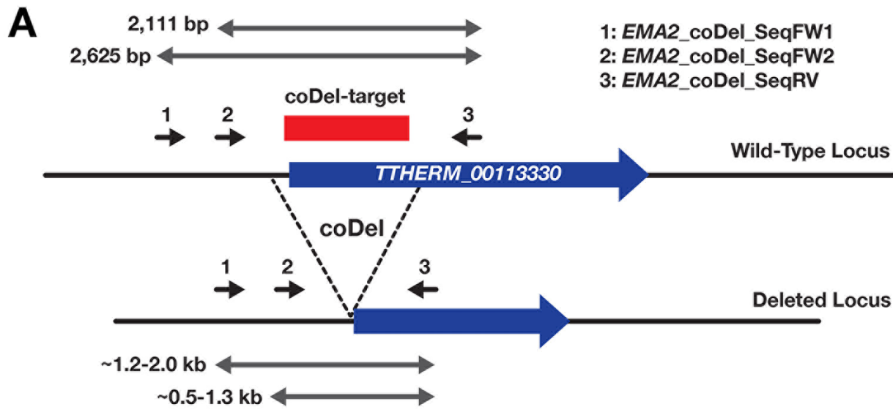 A
2,111 bp
2,625 bp
1: EMA2_coDel_SeqFW1
2: EMA2_coDel_SeqFW2
3: EMA2_coDel_SeqRV
coDel-target
1 2 3
Wild-Type Locus
TTHERM_00113330
coDel
1 2 3
Deleted Locus
~1.2-2.0 kb
~0.5-1.3 kb